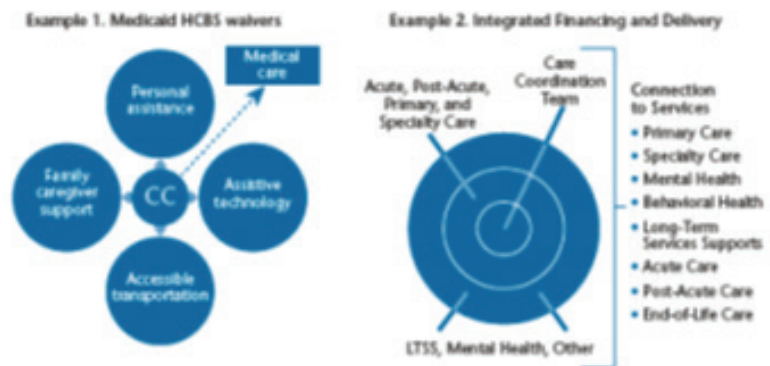 Example 1. Medicaid HCBS waivers
Medical
care
Personal
assistance
Family
caregiver
support
CC
Assistive
technology
Accessible
transportation
Example 2. Integrated Financing and Delivery
Acute, Post-Acute,
Primary, and
Specialty Care
Care
Coordination
Team
LTSS, Mental Health, Other
Connection
to Services
• Primary Care
• Specialty Care
• Mental Health
• Behavioral Health
• Long-Term
Services Supports
• Acute Care
• Post-Acute Care
• End-of-Life Care